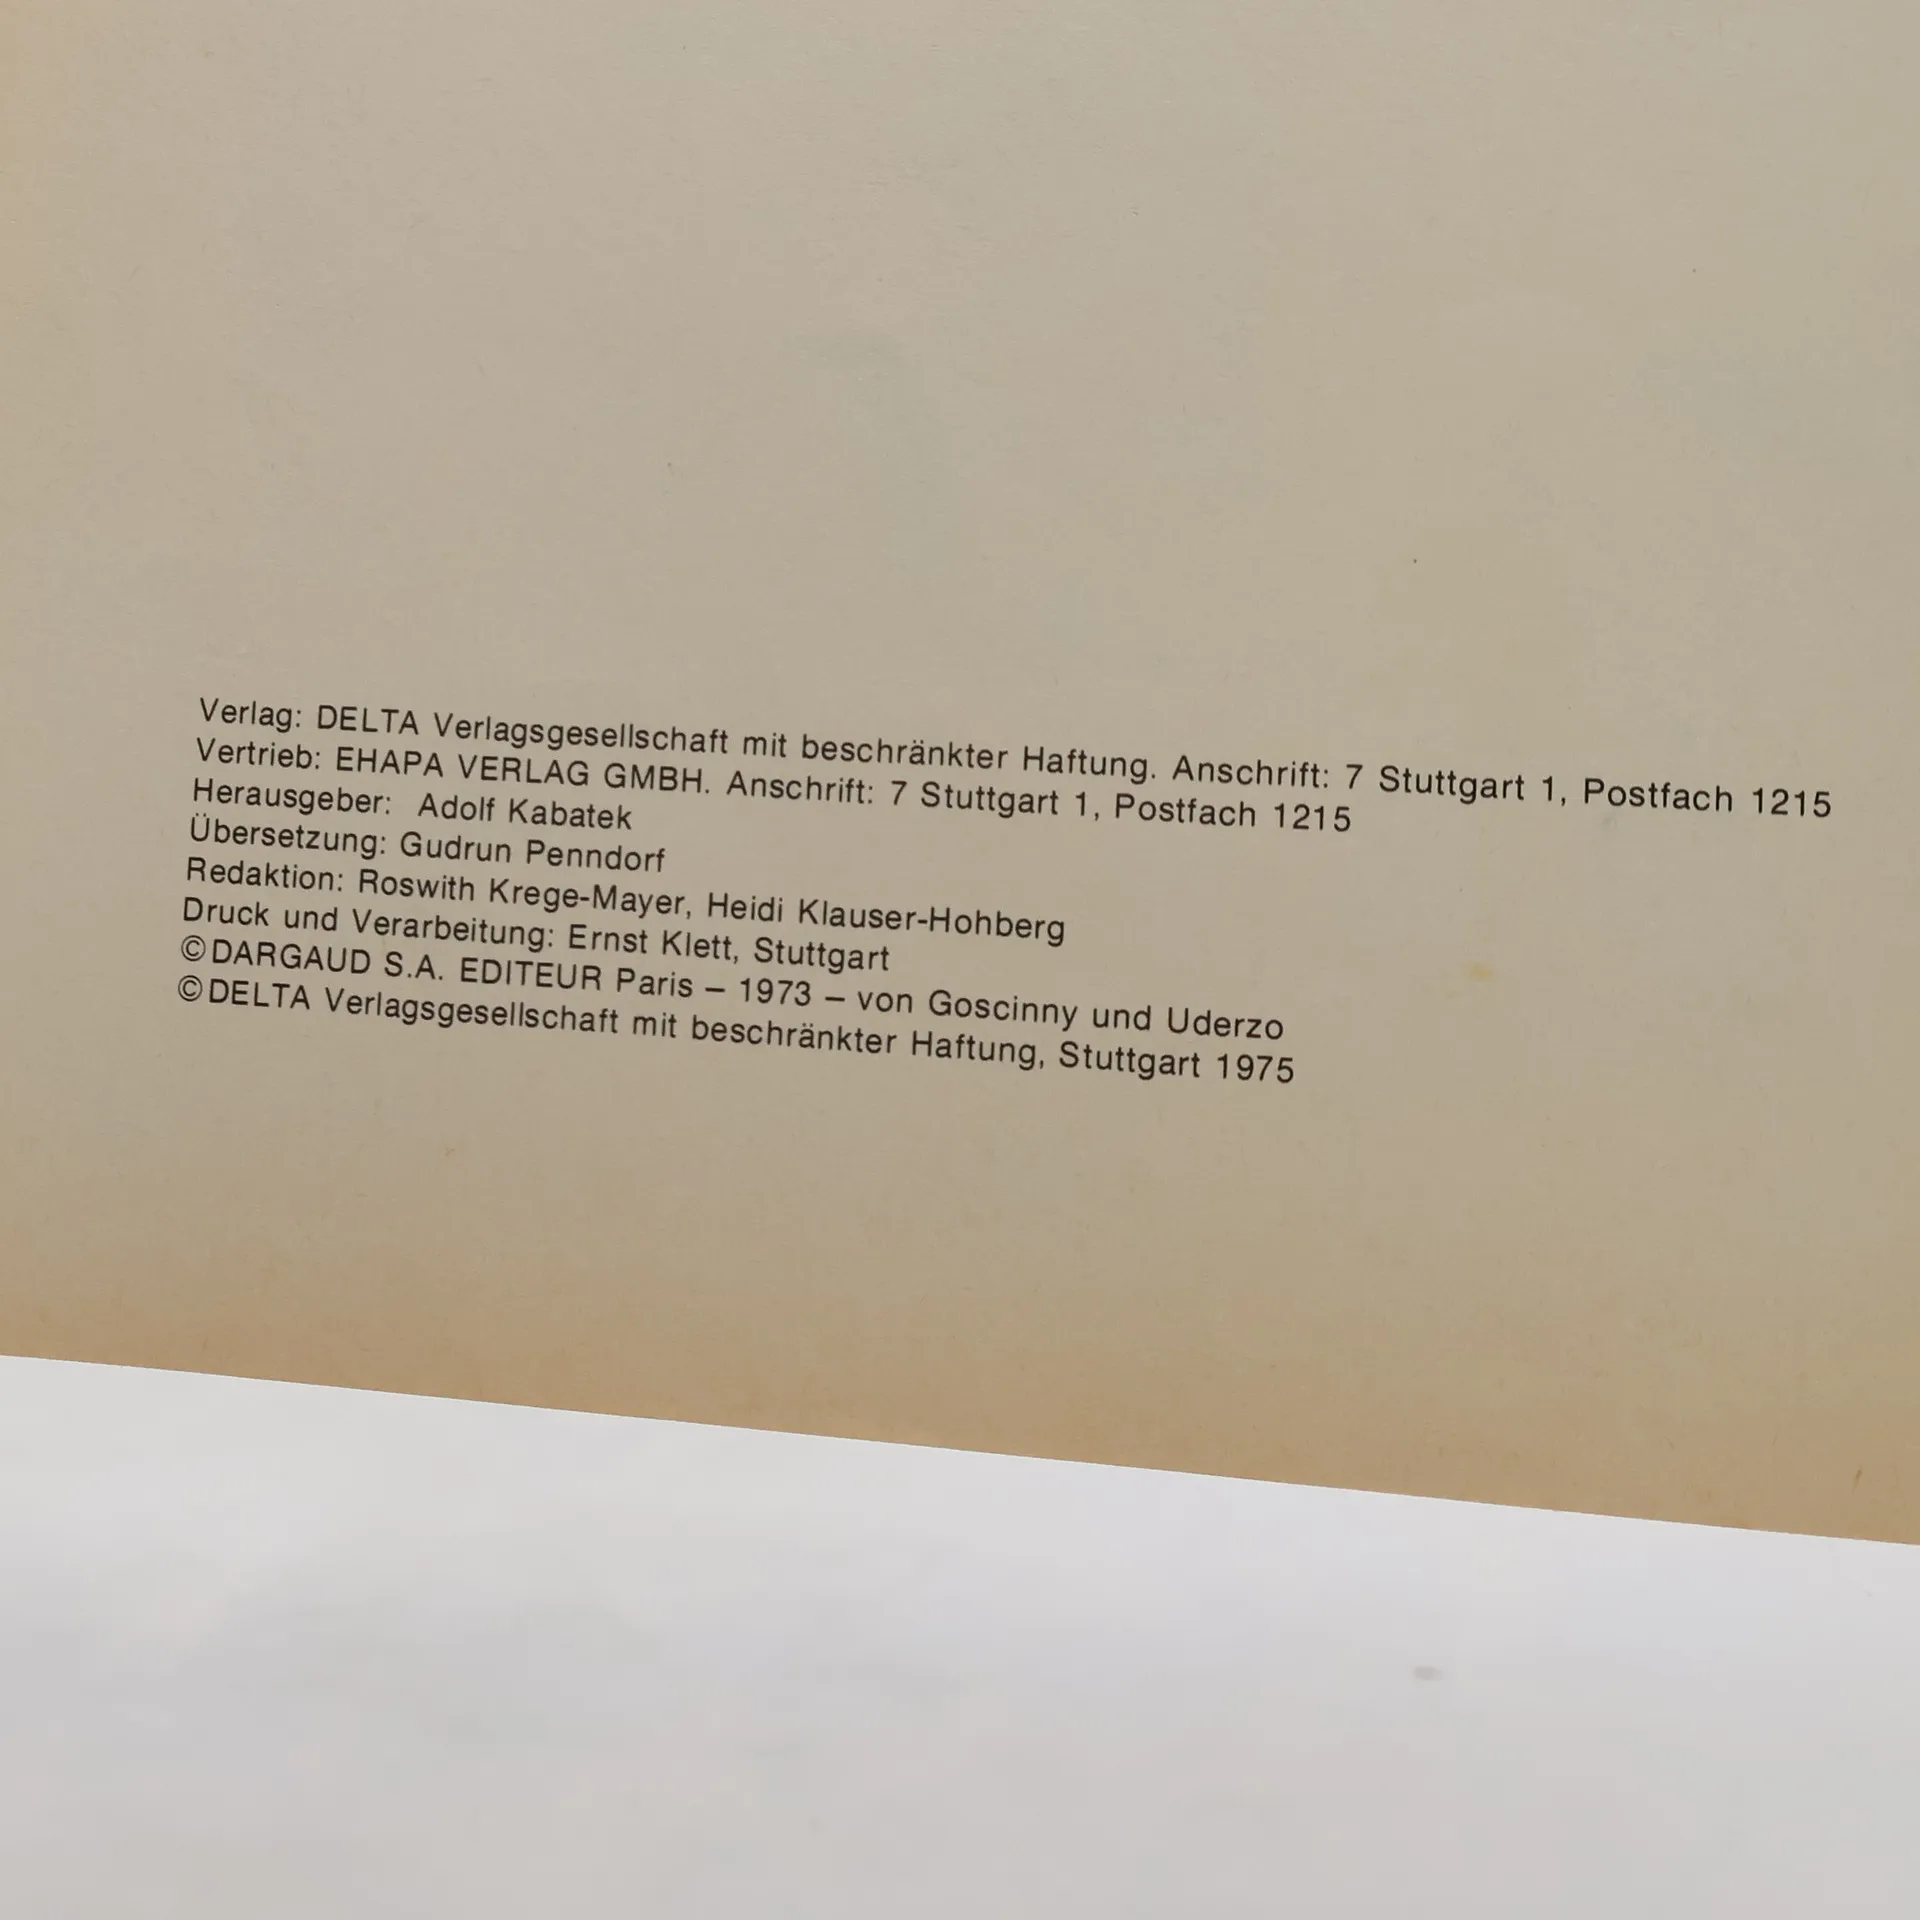 Verlag: DELTA Verlagsgesellschaft mit beschränkter Haftung. Anschrift: 7 Stuttgart 1, Postfach 1215
Vertrieb: EHAPA VERLAG GMBH. Anschrift: 7 Stuttgart 1, Postfach 1215
Herausgeber: Adolf Kabatek
Übersetzung: Gudrun Penndorf
Redaktion: Roswith Krege-Mayer, Heidi Klauser-Hohberg
Druck und Verarbeitung: Ernst Klett, Stuttgart
©DARGAUD S.A. EDITEUR Paris – 1973 – von Goscinny und Uderzo
©DELTA Verlagsgesellschaft mit beschränkter Haftung, Stuttgart 1975